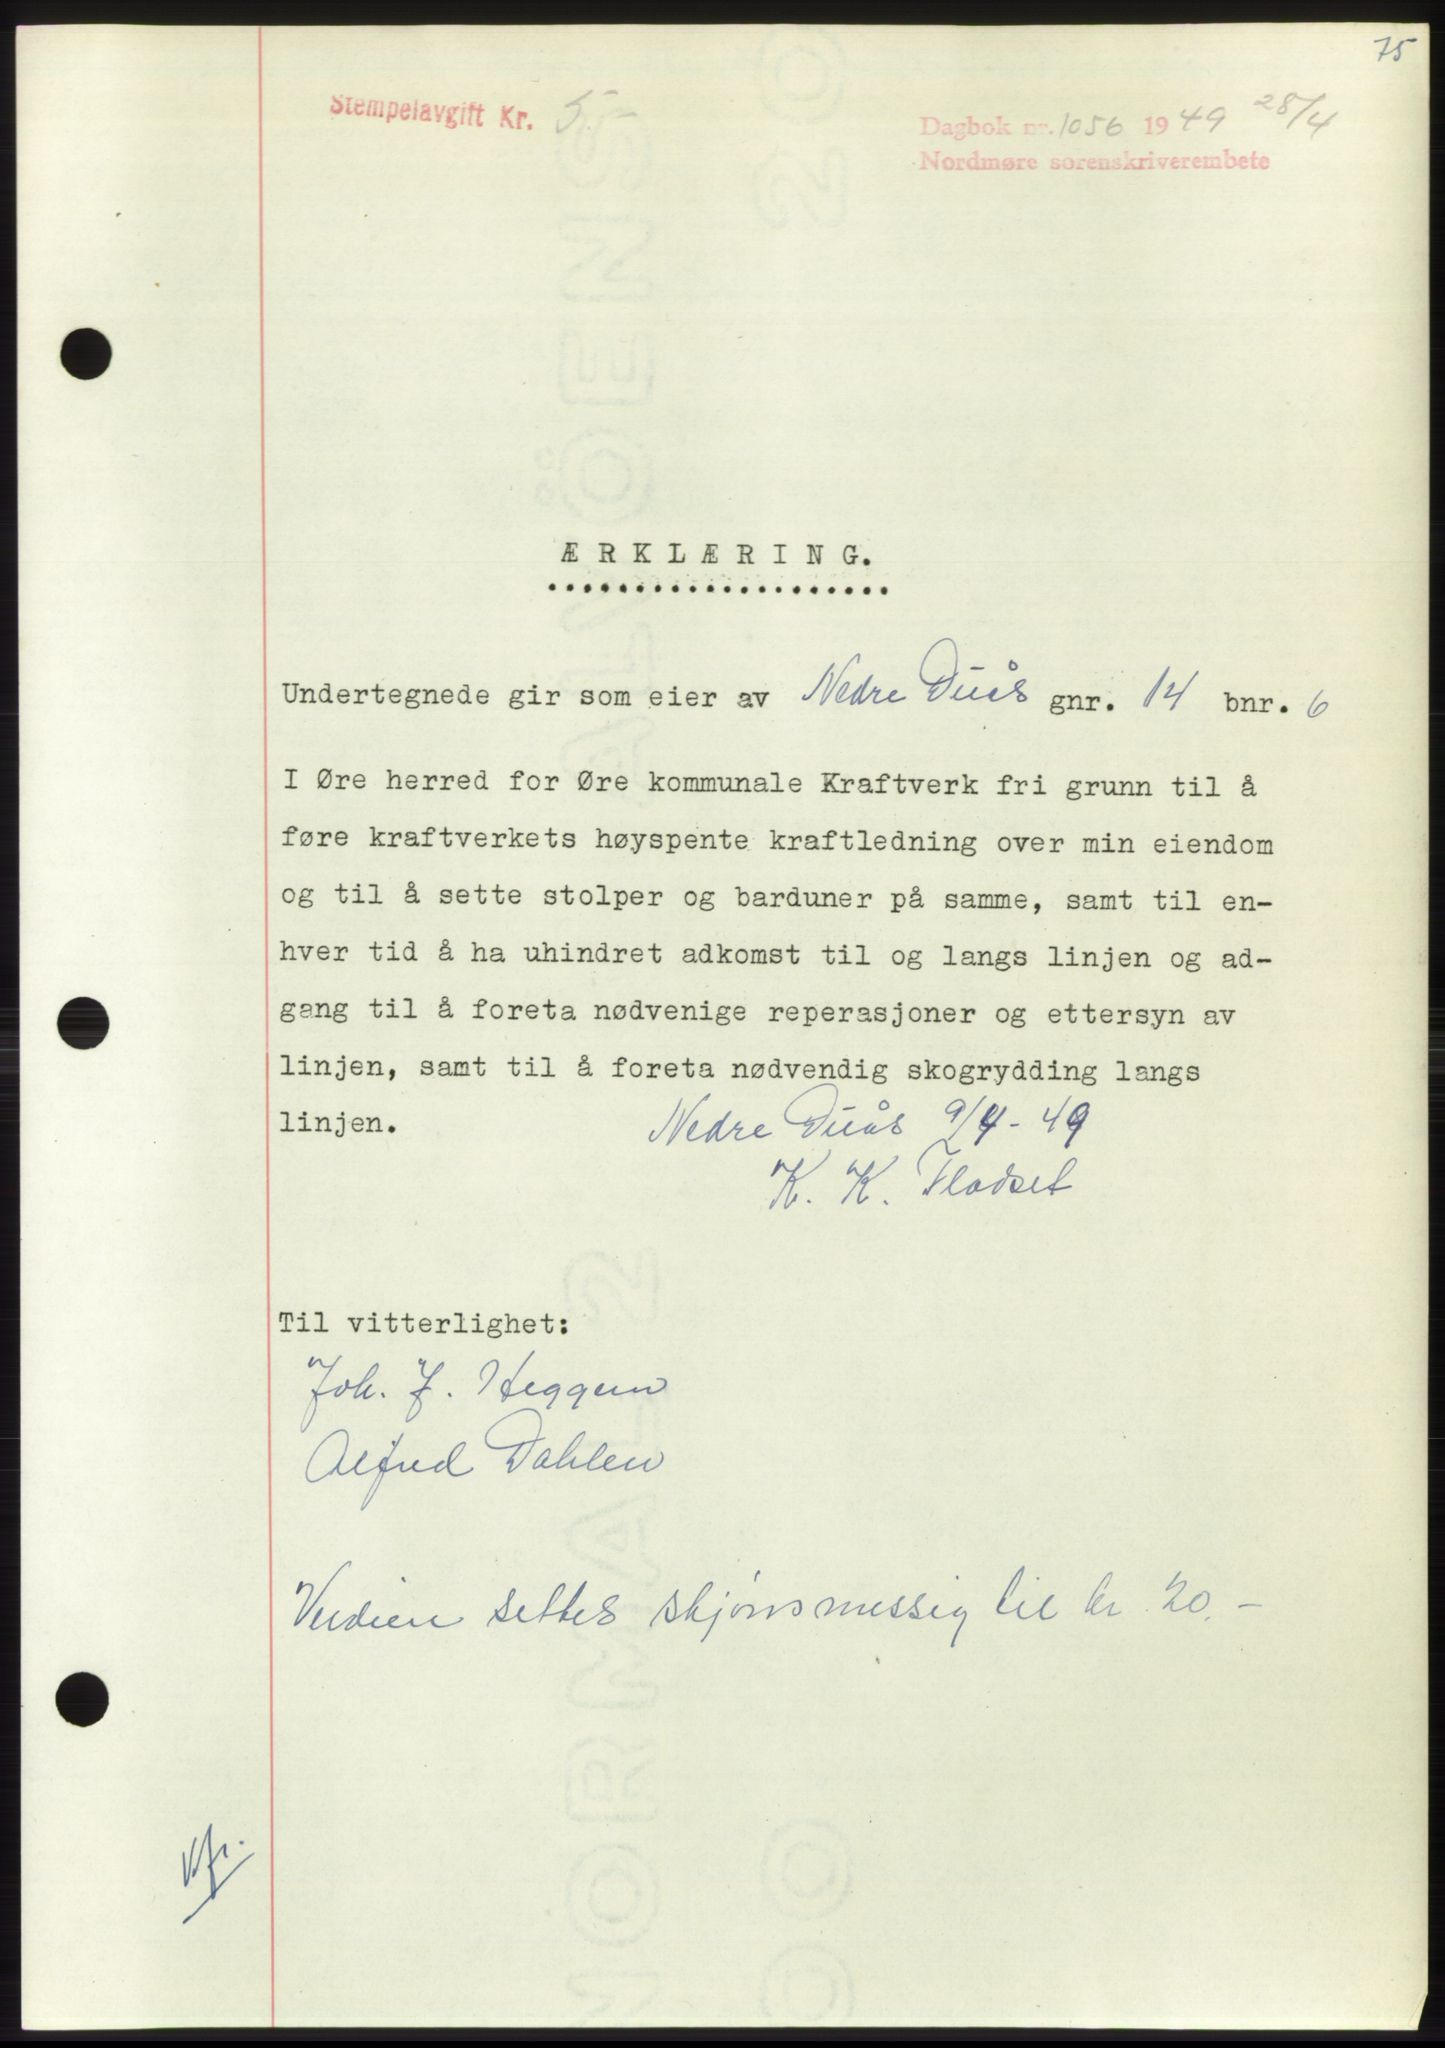 75
Stempelavgift Kr. 5.-
Dagbok nr. 1056 1949 28/4
Nordmøre sorenskriverembete
ÆRKLÆRING.
Undertegnede gir som eier av Nedre Duås gnr. 14 bnr. 6
I Øre herred for Øre kommunale Kraftverk fri grunn til å
føre kraftverkets høyspente kraftledning over min eiendom
og til å sette stolper og barduner på samme, samt til en-
hver tid å ha uhindret adkomst til og langs linjen og ad-
gang til å foreta nødvenige reperasjoner og ettersyn av
linjen, samt til å foreta nødvendig skogrydding langs
linjen.
Nedre Duås 9/4-49
K. K. Flodset
Til vitterlighet:
Joh. J. Heggem
Alfred Dahlen
Verdien settes skjønsmessig til kr 20.-